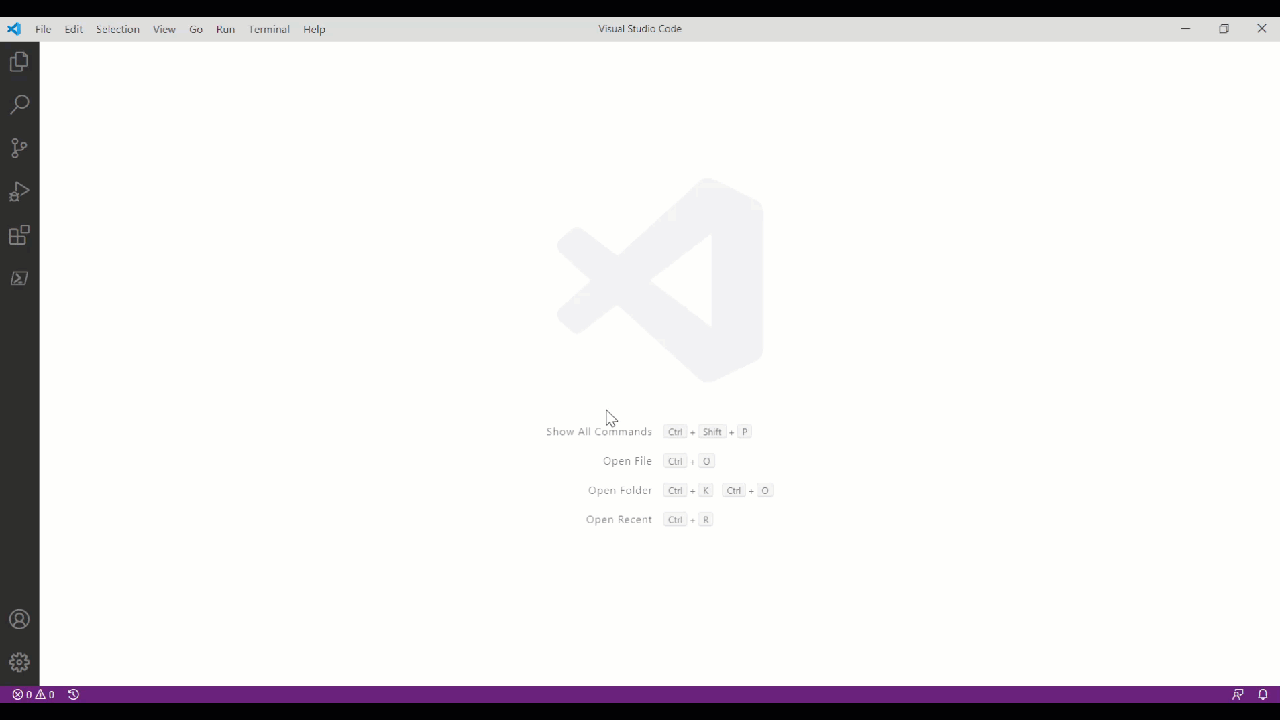 File Edit Selection View Go Run Terminal Help Visual Studio Code
Show All Commands Ctrl + Shift + P
Open File Ctrl + O
Open Folder Ctrl + K Ctrl + O
Open Recent Ctrl + R
0 0